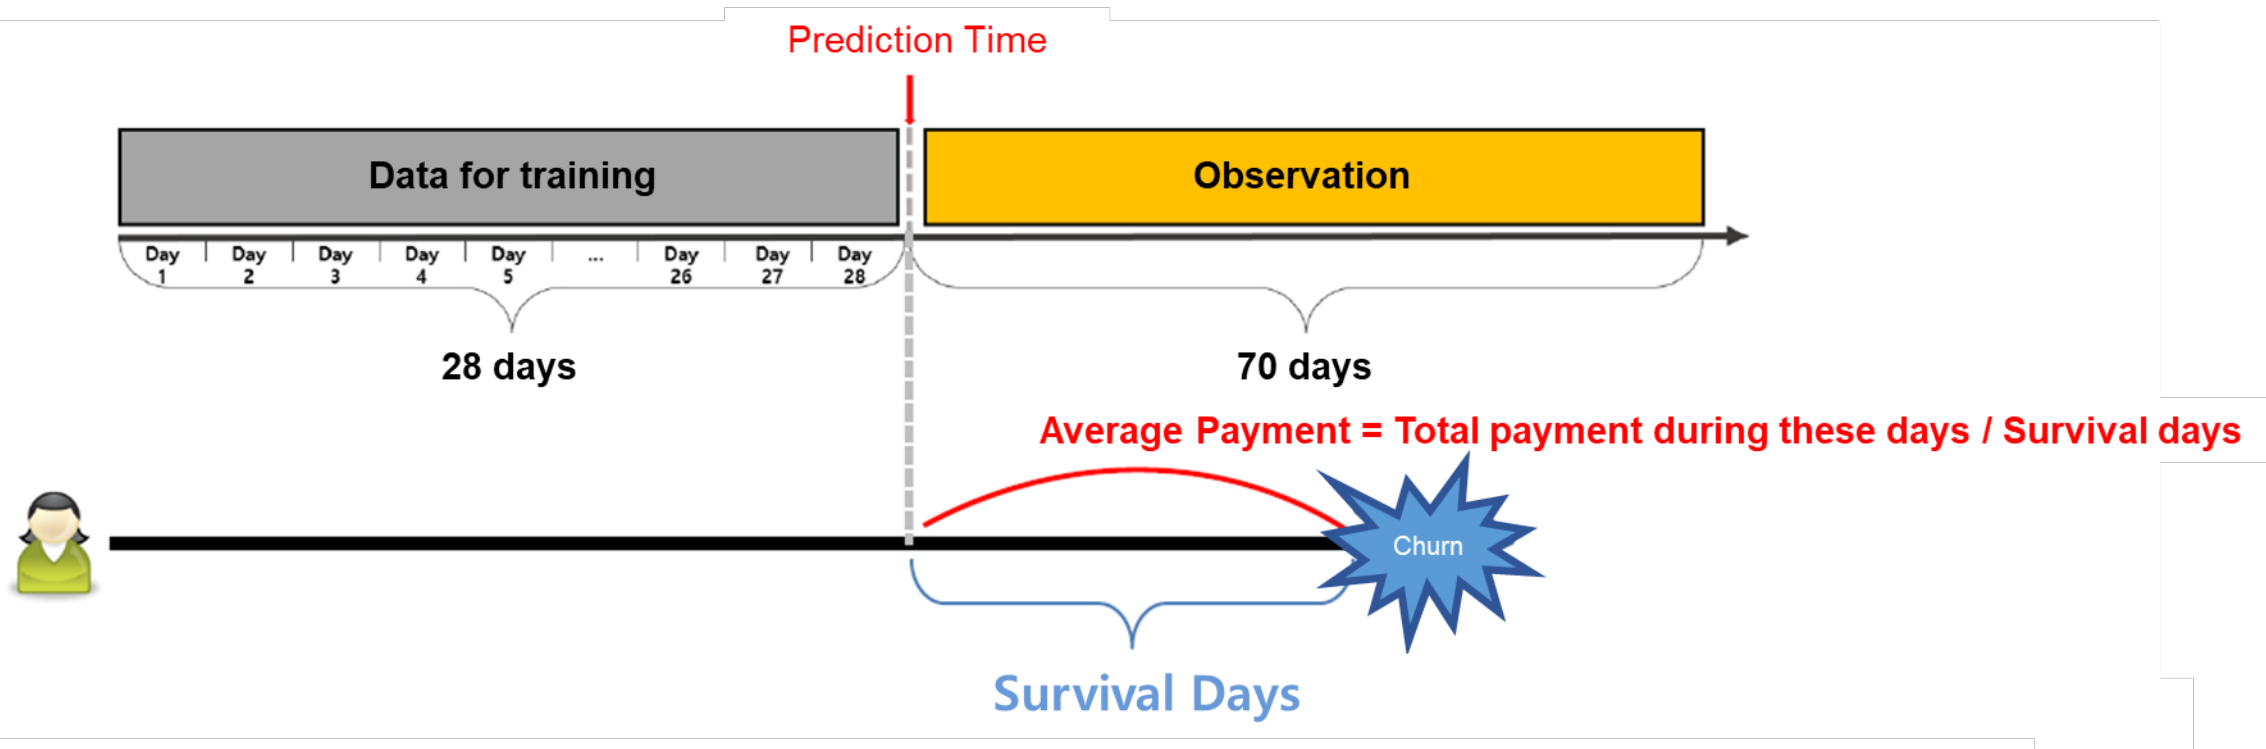 Prediction Time
Data for training
Observation
Day 1
Day 2
Day 3
Day 4
Day 5
...
Day 26
Day 27
Day 28
28 days
70 days
Average Payment = Total payment during these days / Survival days
Churn
Survival Days